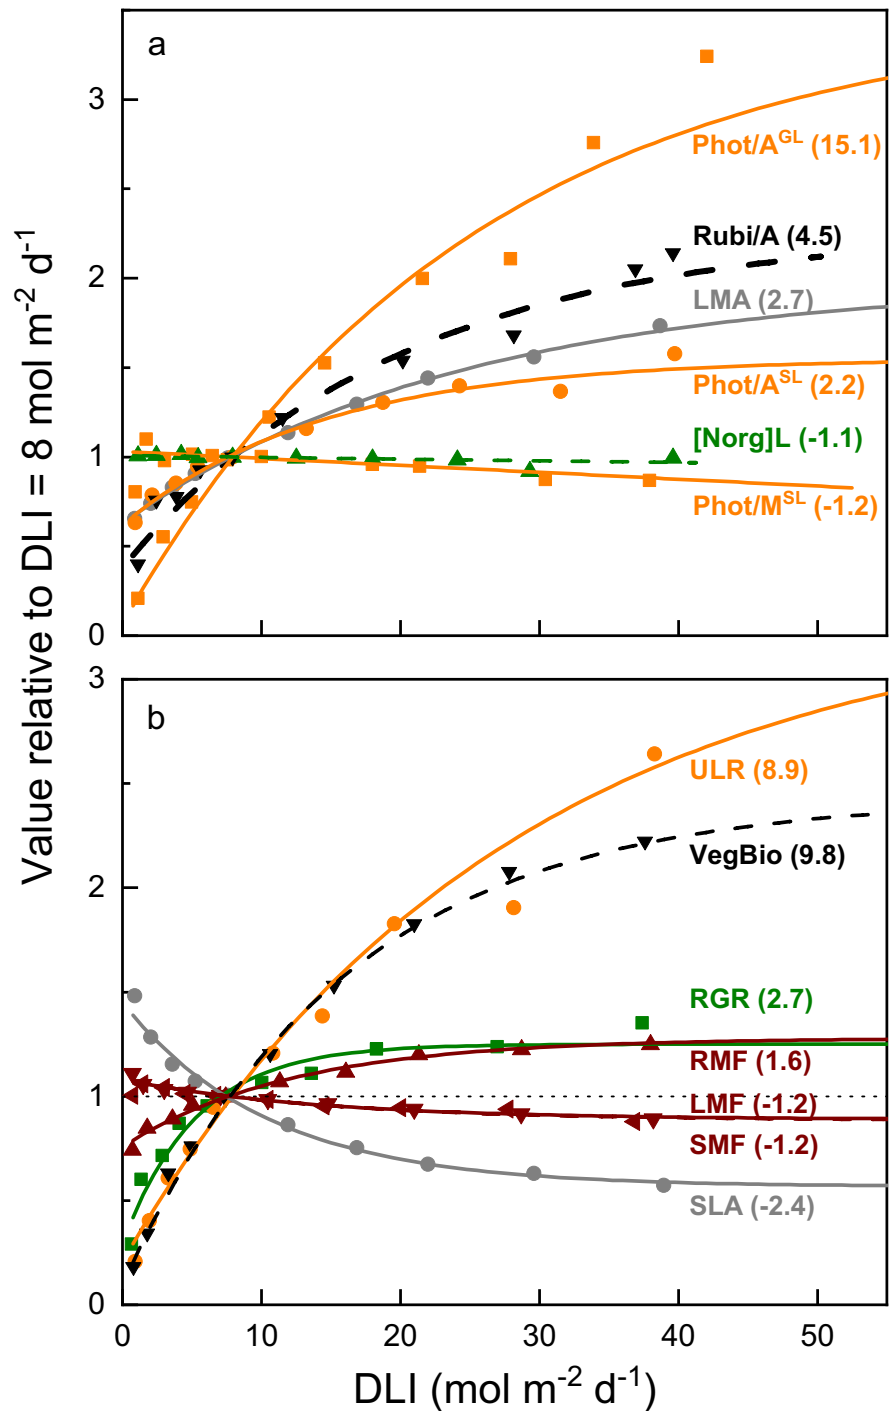 Value relative to DLI = 8 mol m⁻² d⁻¹
a
3
2
1
0
Phot/Aᴳᴸ (15.1)
Rubi/A (4.5)
LMA (2.7)
Phot/Aˢᴸ (2.2)
[Norg]L (-1.1)
Phot/Mˢᴸ (-1.2)
b
3
2
1
0
ULR (8.9)
VegBio (9.8)
RGR (2.7)
RMF (1.6)
LMF (-1.2)
SMF (-1.2)
SLA (-2.4)
0 10 20 30 40 50
DLI (mol m⁻² d⁻¹)